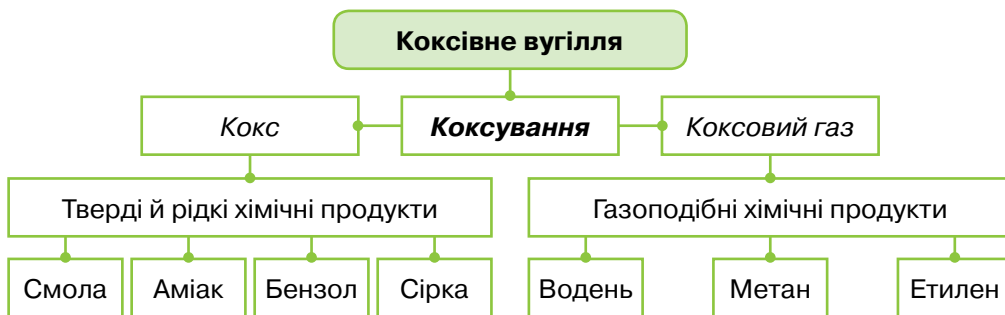 Коксівне вугілля
Кокс
Коксування
Коксовий газ
Тверді й рідкі хімічні продукти
Газоподібні хімічні продукти
Смола
Аміак
Бензол
Сірка
Водень
Метан
Етилен